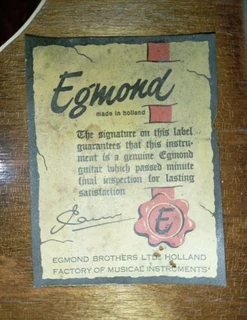 Egmond
made in holland
The signature on this label
guarantees that this instru-
ment is a genuine Egmond
guitar which passed minute
final inspection for lasting
satisfaction
E
EGMOND BROTHERS LTD. HOLLAND
FACTORY OF MUSICAL INSTRUMENTS